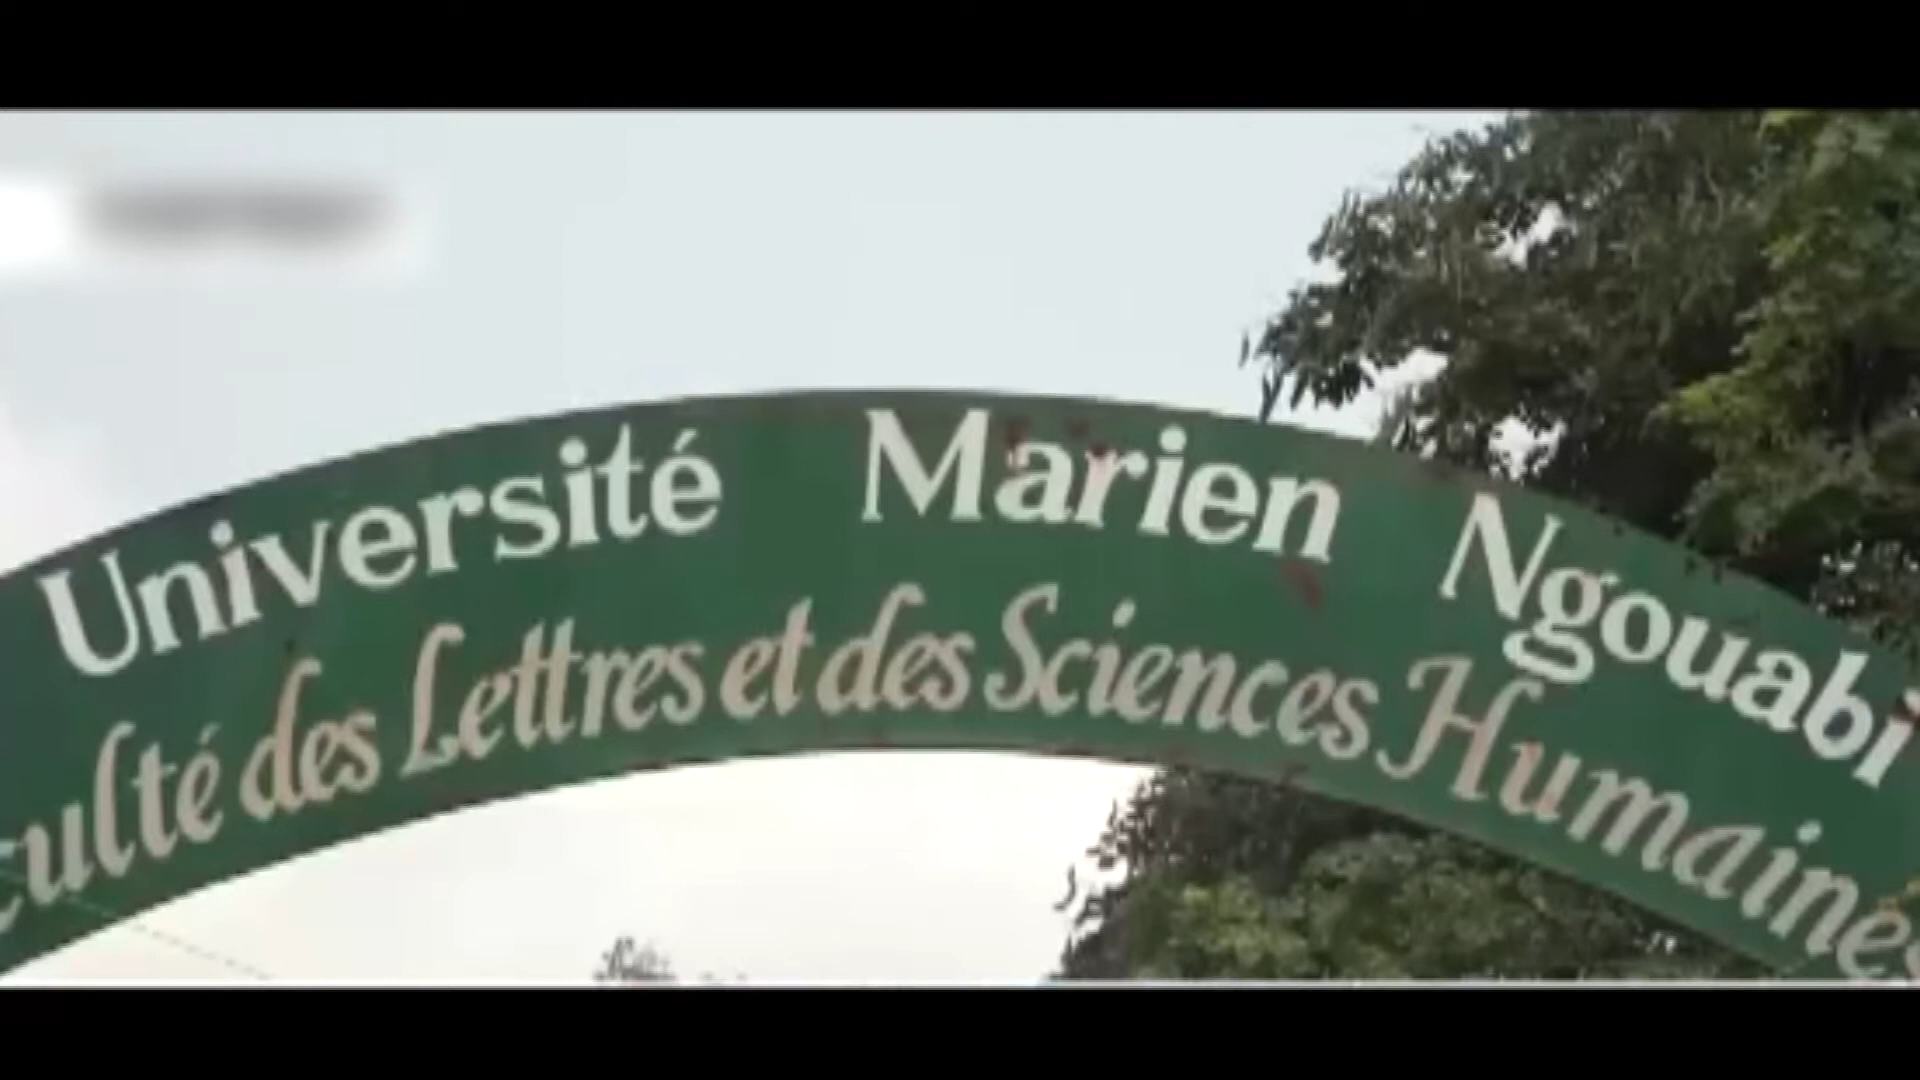 Université Marien Ngouabi
culté des Lettres et des Sciences Humaines